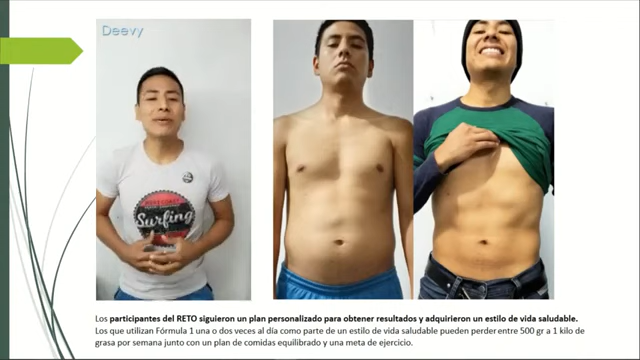 Deevy
Surfing
Los participantes del RETO siguieron un plan personalizado para obtener resultados y adquirieron un estilo de vida saludable.
Los que utilizan Fórmula 1 una o dos veces al día como parte de un estilo de vida saludable pueden perder entre 500 gr a 1 kilo de
grasa por semana junto con un plan de comidas equilibrado y una meta de ejercicio.